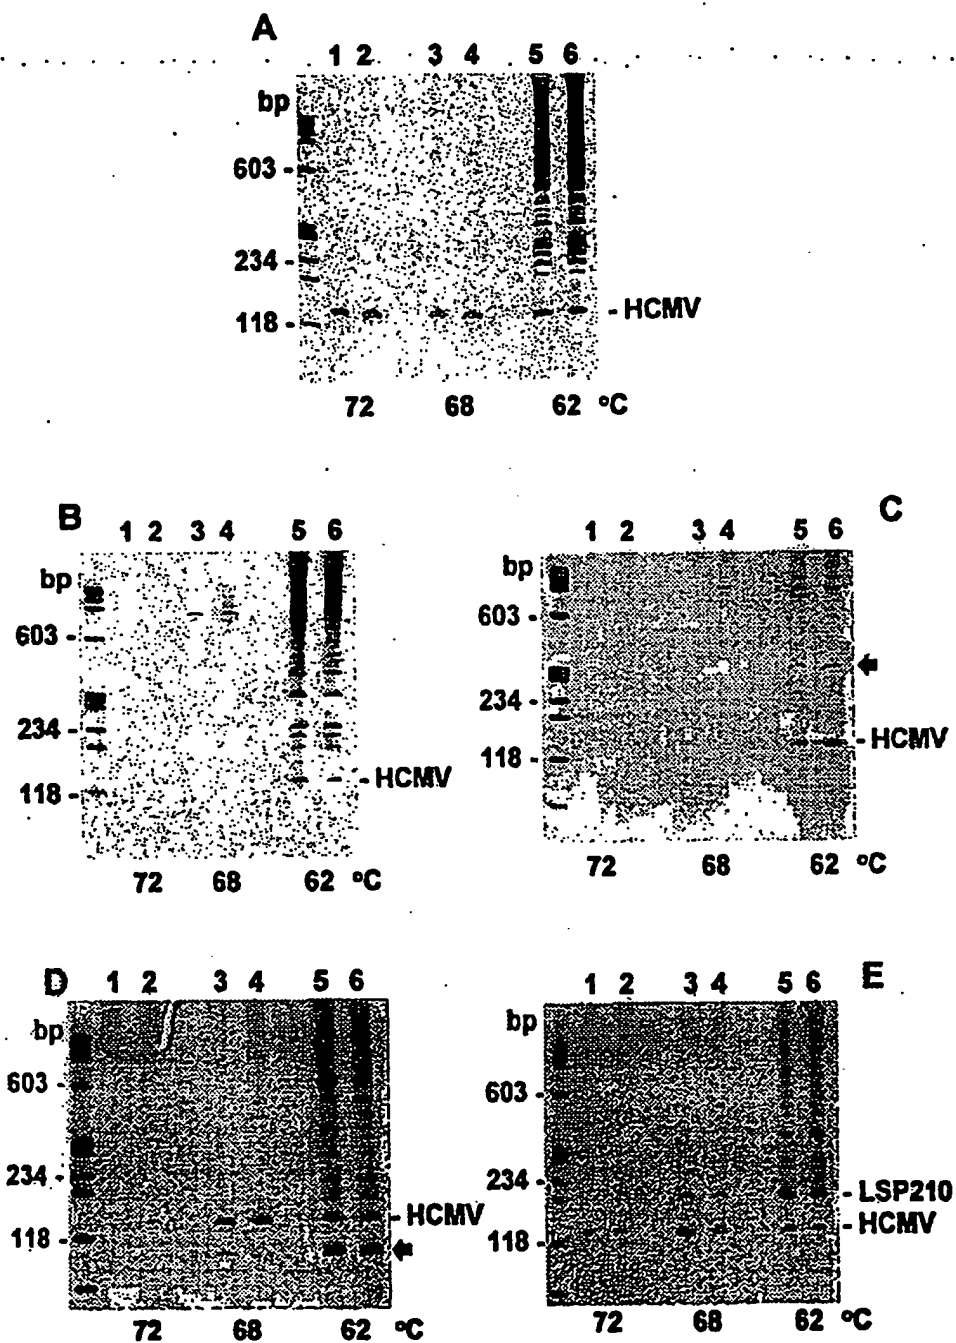 A
1 2 3 4 5 6
bp
603 -
234 -
118 -
- HCMV
72 68 62 °C
B
1 2 3 4 5 6
bp
603 -
234 -
118 -
- HCMV
72 68 62 °C
C
1 2 3 4 5 6
bp
603 -
234 -
118 -
- HCMV
72 68 62 °C
D
1 2 3 4 5 6
bp
603 -
234 -
118 -
- HCMV
72 68 62 °C
E
1 2 3 4 5 6
bp
603 -
234 -
118 -
- LSP210
- HCMV
72 68 62 °C